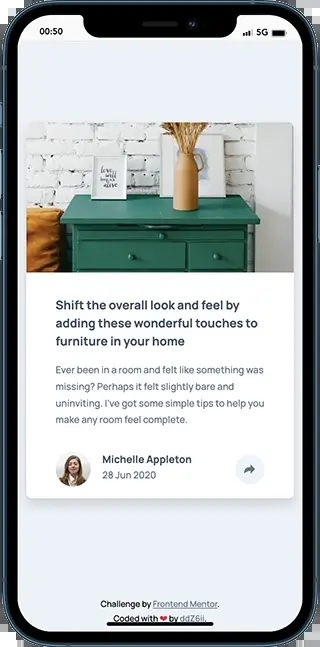 00:50
5G
love
will
keep us
alive
Shift the overall look and feel by
adding these wonderful touches to
furniture in your home
Ever been in a room and felt like something was
missing? Perhaps it felt slightly bare and
uninviting. I've got some simple tips to help you
make any room feel complete.
Michelle Appleton
28 Jun 2020
Challenge by Frontend Mentor.
Coded with ❤ by ddZ6ii.